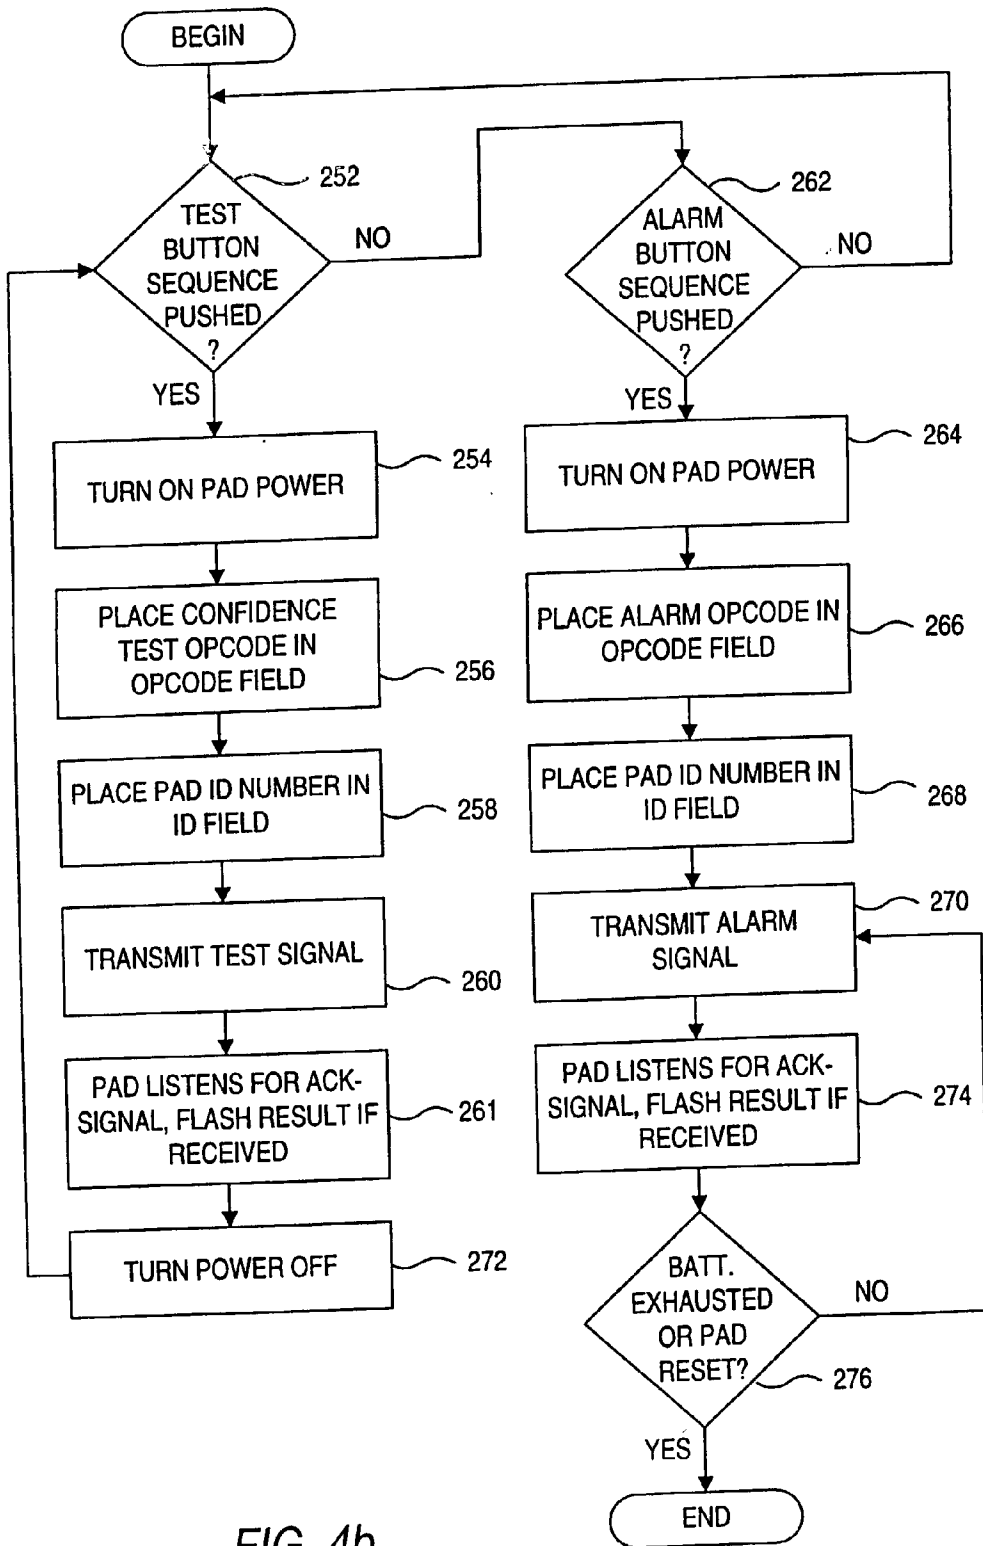 BEGIN
252
TEST
BUTTON
SEQUENCE
PUSHED
?
NO
YES
262
ALARM
BUTTON
SEQUENCE
PUSHED
?
NO
YES
TURN ON PAD POWER
254
PLACE CONFIDENCE
TEST OPCODE IN
OPCODE FIELD
256
PLACE PAD ID NUMBER IN
ID FIELD
258
TRANSMIT TEST SIGNAL
260
PAD LISTENS FOR ACK-
SIGNAL, FLASH RESULT IF
RECEIVED
261
TURN POWER OFF
272
TURN ON PAD POWER
264
PLACE ALARM OPCODE IN
OPCODE FIELD
266
PLACE PAD ID NUMBER IN
ID FIELD
268
TRANSMIT ALARM
SIGNAL
270
PAD LISTENS FOR ACK-
SIGNAL, FLASH RESULT IF
RECEIVED
274
BATT.
EXHAUSTED
OR PAD
RESET?
276
NO
YES
END
FIG. 4b